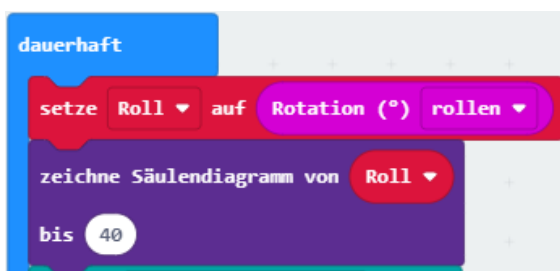 dauerhaft
setze Roll auf Rotation (°) rollen
zeichne Säulendiagramm von Roll
bis 40